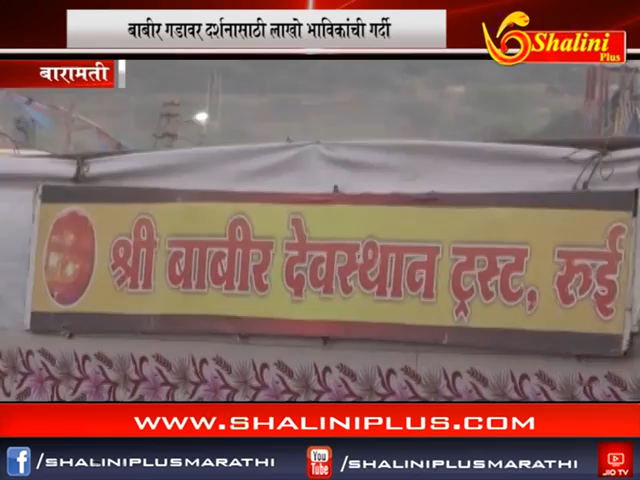 बाबीर गडावर दर्शनासाठी लाखो भाविकांची गर्दी
Shalini
Plus
बारामती
श्री बाबीर देवस्थान ट्रस्ट, रुई
WWW.SHALINIPLUS.COM
f /SHALINIPLUSMARATHI
You Tube /SHALINIPLUSMARATHI
JIO TV